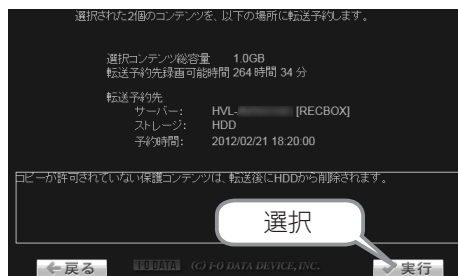 選択された2個のコンテンツを、以下の場所に転送予約します。
選択コンテンツ総容量 1.0GB
転送予約先録画可能時間 264 時間 34 分
転送予約先
サーバー: HVL- [RECBOX]
ストレージ: HDD
予約時間: 2012/02/21 18:20:00
コピーが許可されていない保護コンテンツは、転送後にHDDから削除されます。
選択
戻る I-O DATA (C) I-O DATA DEVICE, INC. 実行